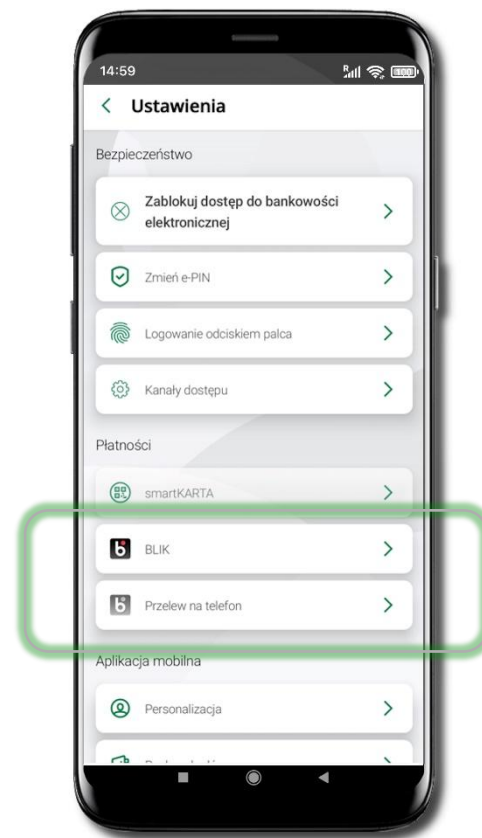 14:59
R
100
Ustawienia
Bezpieczeństwo
Zablokuj dostęp do bankowości
elektronicznej
Zmień e-PIN
Logowanie odciskiem palca
Kanały dostępu
Płatności
smartKARTA
BLIK
Przelew na telefon
Aplikacja mobilna
Personalizacja